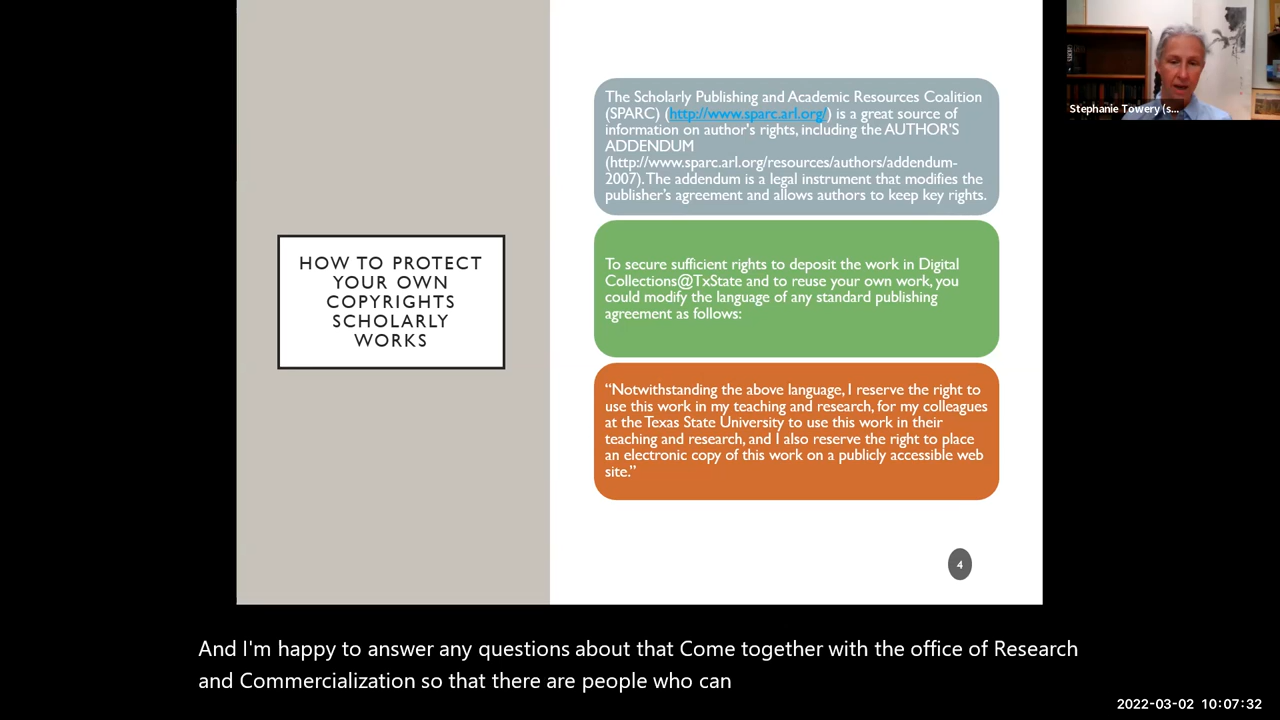 HOW TO PROTECT
YOUR OWN
COPYRIGHTS
SCHOLARLY
WORKS
The Scholarly Publishing and Academic Resources Coalition
(SPARC) (http://www.sparc.arl.org/) is a great source of
information on author's rights, including the AUTHOR'S
ADDENDUM
(http://www.sparc.arl.org/resources/authors/addendum-
2007). The addendum is a legal instrument that modifies the
publisher's agreement and allows authors to keep key rights.
To secure sufficient rights to deposit the work in Digital
Collections@TxState and to reuse your own work, you
could modify the language of any standard publishing
agreement as follows:
“Notwithstanding the above language, I reserve the right to
use this work in my teaching and research, for my colleagues
at the Texas State University to use this work in their
teaching and research, and I also reserve the right to place
an electronic copy of this work on a publicly accessible web
site.”
4
Stephanie Towery (s...
And I'm happy to answer any questions about that Come together with the office of Research
and Commercialization so that there are people who can
2022-03-02 10:07:32